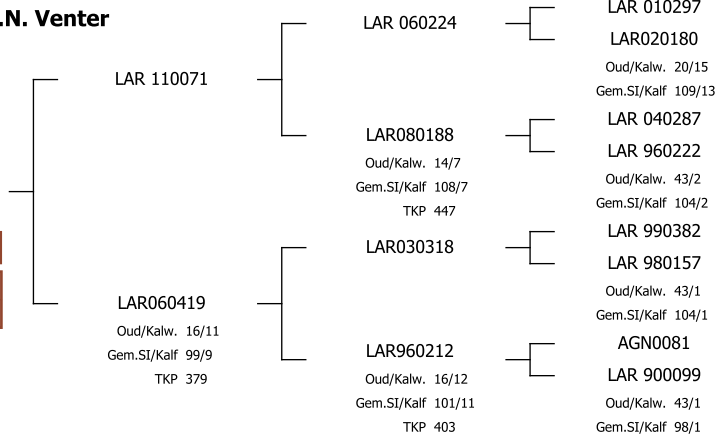 .N. Venter
LAR 110071
LAR060419
Oud/Kalw. 16/11
Gem.SI/Kalf 99/9
TKP 379
LAR 060224
LAR080188
Oud/Kalw. 14/7
Gem.SI/Kalf 108/7
TKP 447
LAR030318
LAR960212
Oud/Kalw. 16/12
Gem.SI/Kalf 101/11
TKP 403
LAR 010297
LAR020180
Oud/Kalw. 20/15
Gem.SI/Kalf 109/13
LAR 040287
LAR 960222
Oud/Kalw. 43/2
Gem.SI/Kalf 104/2
LAR 990382
LAR 980157
Oud/Kalw. 43/1
Gem.SI/Kalf 104/1
AGN0081
LAR 900099
Oud/Kalw. 43/1
Gem.SI/Kalf 98/1